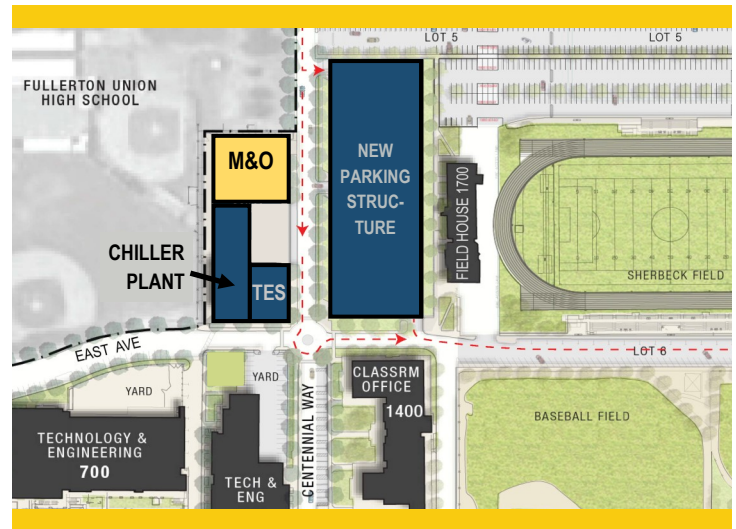 LOT 5
LOT 5
FULLERTON UNION
HIGH SCHOOL
M&O
NEW
PARKING
STRUC-
TURE
FIELD HOUSE 1700
CHILLER
PLANT
TES
SHERBECK FIELD
EAST AVE
LOT 6
YARD
YARD
CENTENNIAL WAY
CLASSRM
OFFICE
1400
BASEBALL FIELD
TECHNOLOGY &
ENGINEERING
700
TECH &
ENG